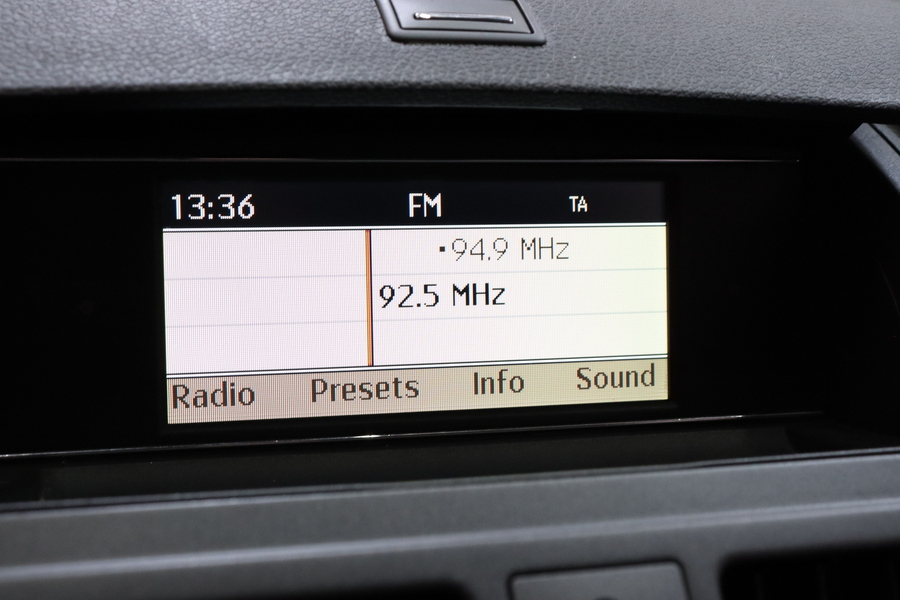 13:36 FM TA
▪94.9 MHz
92.5 MHz
Radio Presets Info Sound